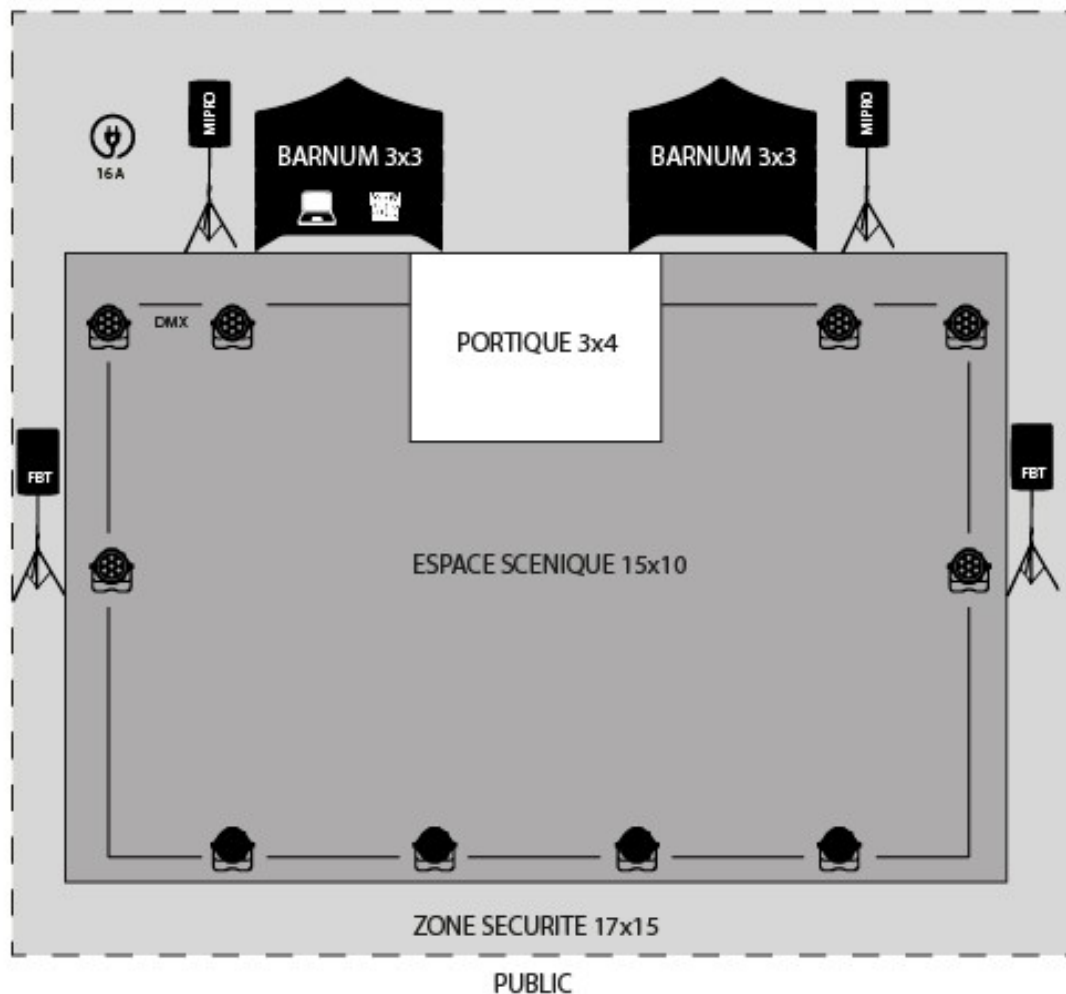 MIPRO
MIPRO
BARNUM 3x3
BARNUM 3x3
16A
DMX
PORTIQUE 3x4
FBT
FBT
ESPACE SCENIQUE 15x10
ZONE SECURITE 17x15
PUBLIC